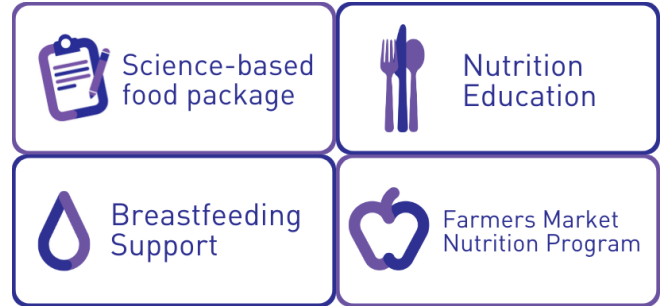 Science-based
food package
Nutrition
Education
Breastfeeding
Support
Farmers Market
Nutrition Program